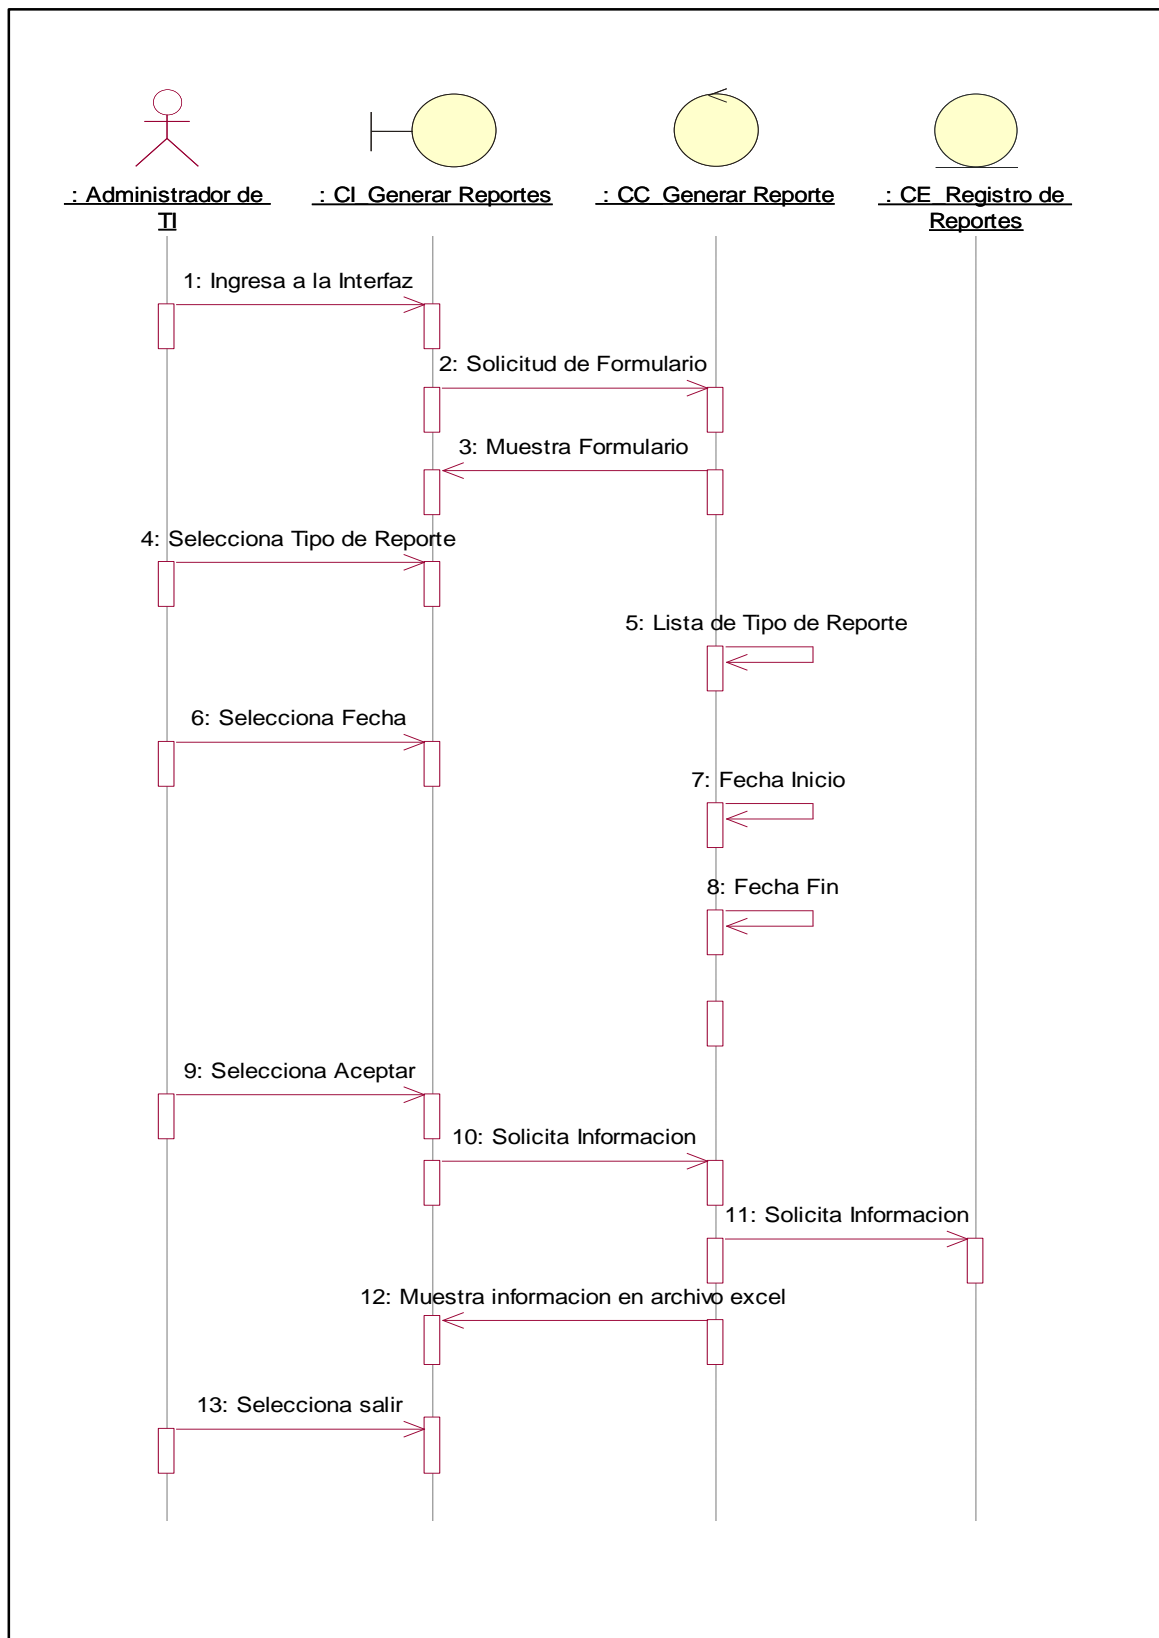 : Administrador de
TI
: CI_Generar Reportes
: CC_Generar Reporte
: CE_Registro de
Reportes
1: Ingresa a la Interfaz
2: Solicitud de Formulario
3: Muestra Formulario
4: Selecciona Tipo de Reporte
5: Lista de Tipo de Reporte
6: Selecciona Fecha
7: Fecha Inicio
8: Fecha Fin
9: Selecciona Aceptar
10: Solicita Informacion
11: Solicita Informacion
12: Muestra informacion en archivo excel
13: Selecciona salir